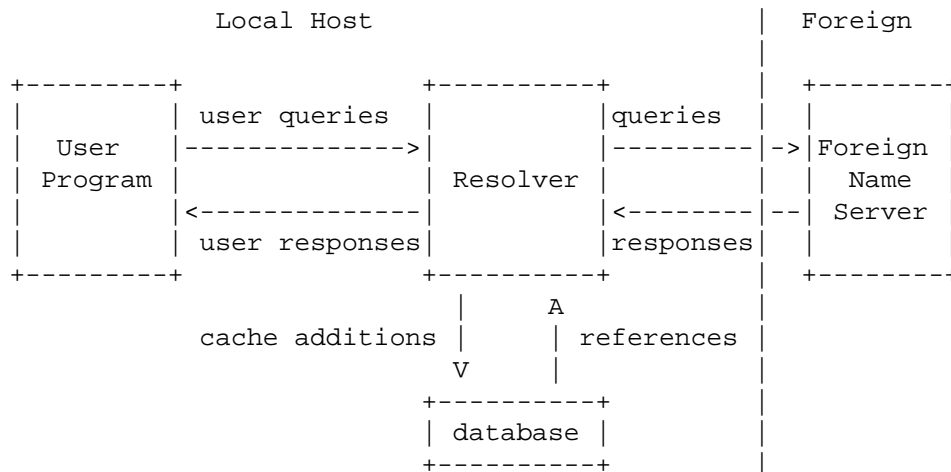 Local Host | Foreign
|
+---------+ +----------+ | +--------+
| | user queries | |queries | | |
| User |-------------->| |---------|->|Foreign |
| Program | | Resolver | | | Name |
| |<--------------| |<--------|--| Server |
| | user responses| |responses| | |
+---------+ +----------+ | +--------+
| A |
cache additions | | references |
V | |
+----------+ |
| database | |
+----------+ |